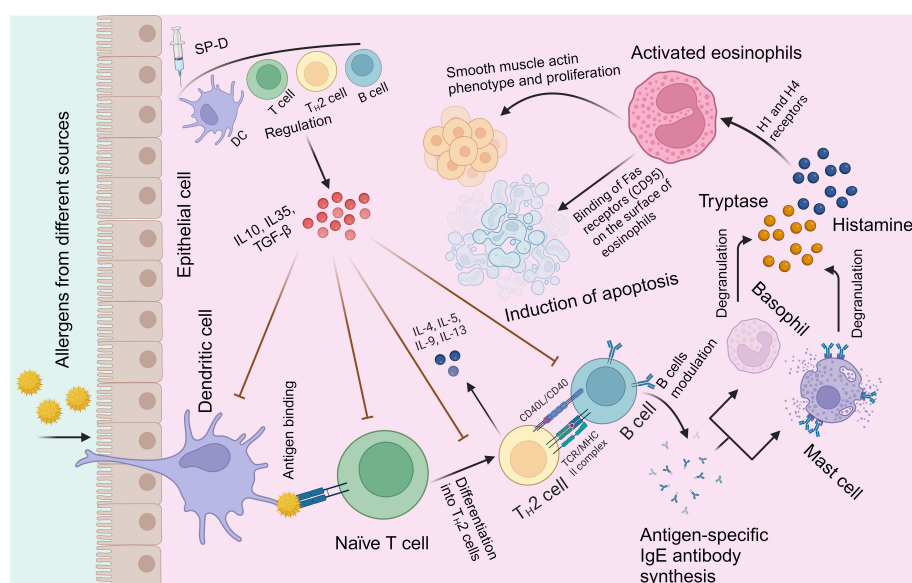 Allergens from different sources
Epithelial cell
SP-D
DC
T cell
TH2 cell
B cell
Regulation
IL10, IL35,
TGF-β
Smooth muscle actin
phenotype and proliferation
Activated eosinophils
H1 and H4
receptors
Binding of Fas
receptors (CD95)
on the surface of
eosinophils
Induction of apoptosis
Tryptase
Histamine
Degranulation
Degranulation
Basophil
Mast cell
Dendritic cell
Antigen binding
Naïve T cell
Differentiation
into TH2 cells
IL-4, IL-5,
IL-9, IL-13
CD40L/CD40
TCR/MHC
II complex
TH2 cell
B cell
B cells
modulation
Antigen-specific
IgE antibody
synthesis